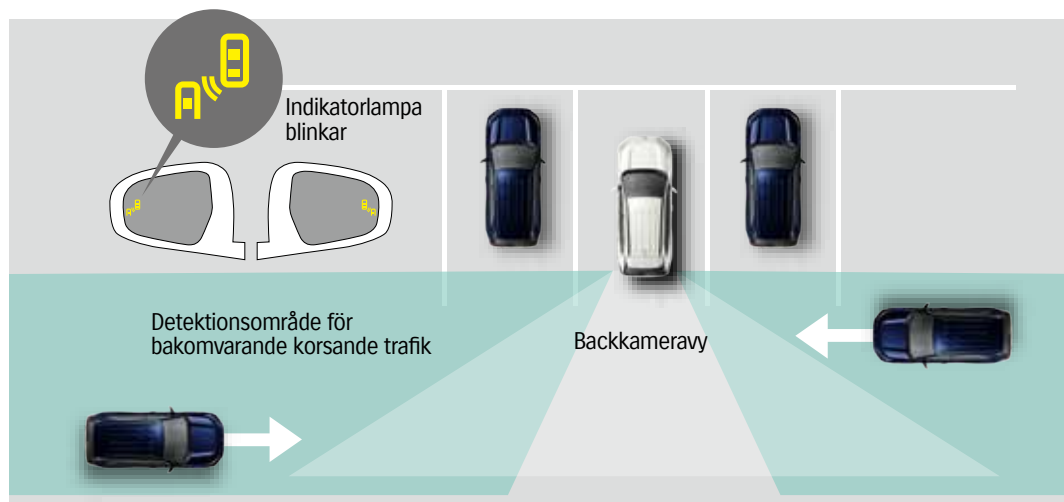 Indikatorlampa
blinkar
Detektionsområde för
bakomvarande korsande trafik
Backkameravy